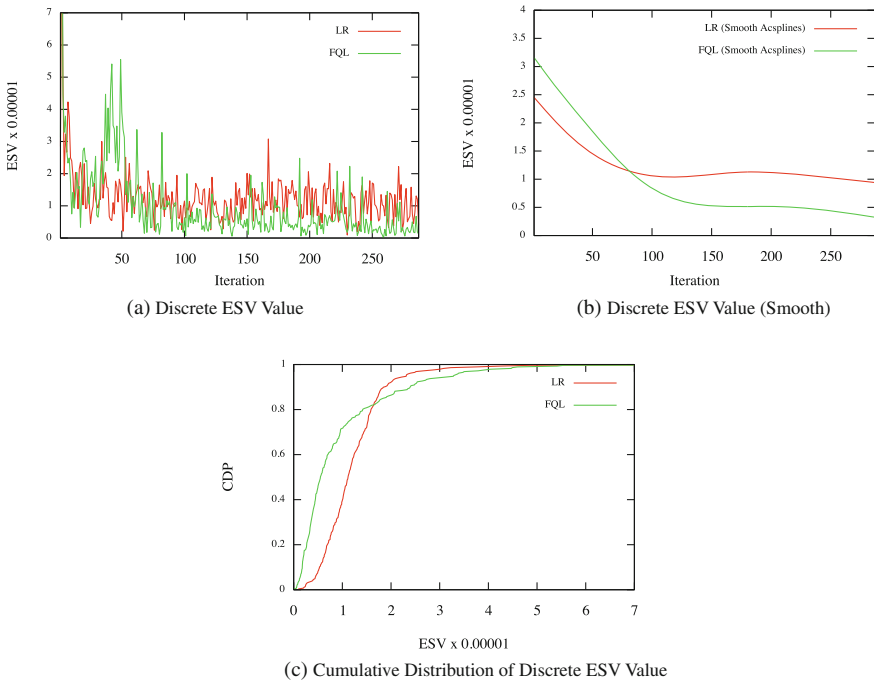 7
6
5
4
3
2
1
0
ESV x 0.00001
LR
FQL
50
100
150
200
250
Iteration
(a) Discrete ESV Value
4
3.5
3
2.5
2
1.5
1
0.5
0
ESV x 0.00001
LR (Smooth Acsplines)
FQL (Smooth Acsplines)
50
100
150
200
250
Iteration
(b) Discrete ESV Value (Smooth)
1
0.8
0.6
0.4
0.2
0
CDP
LR
FQL
0
1
2
3
4
5
6
7
ESV x 0.00001
(c) Cumulative Distribution of Discrete ESV Value